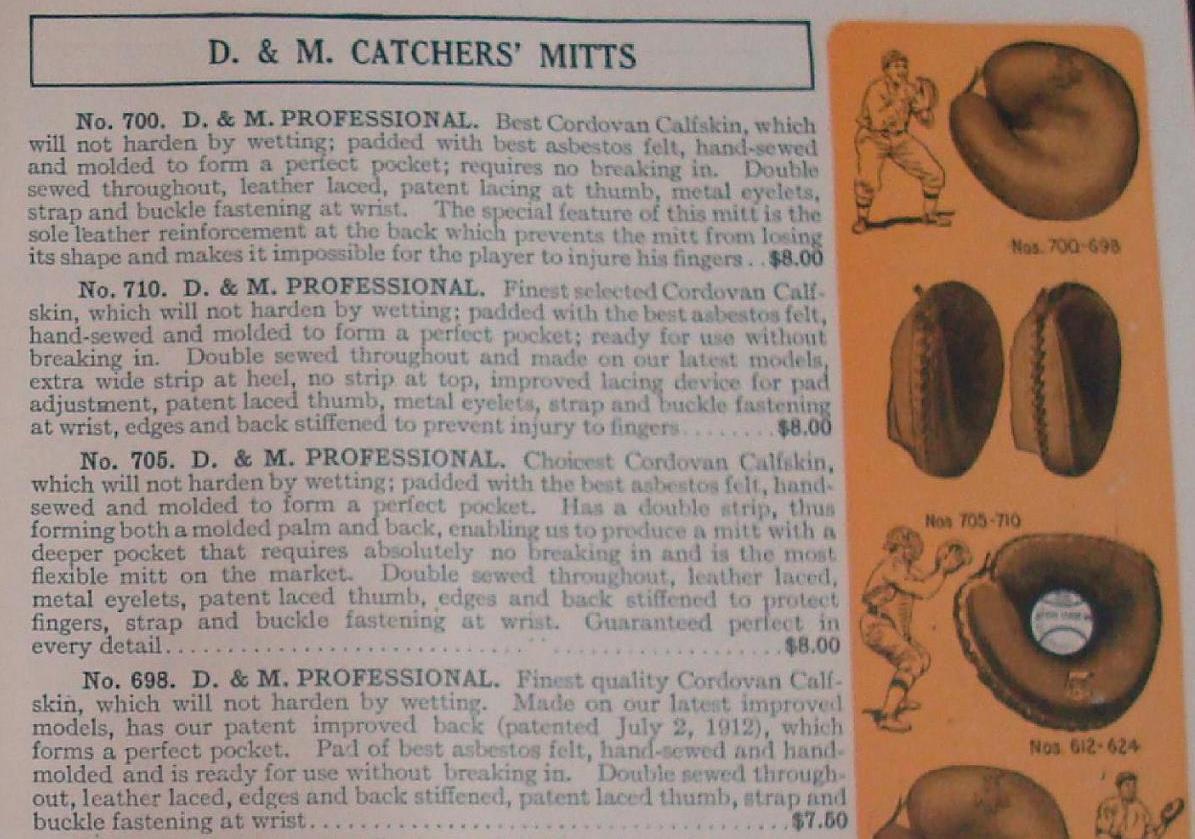 D. & M. CATCHERS' MITTS
No. 700. D. & M. PROFESSIONAL. Best Cordovan Calfskin, which
will not harden by wetting; padded with best asbestos felt, hand-sewed
and molded to form a perfect pocket; requires no breaking in. Double
sewed throughout, leather laced, patent lacing at thumb, metal eyelets,
strap and buckle fastening at wrist. The special feature of this mitt is the
sole leather reinforcement at the back which prevents the mitt from losing
its shape and makes it impossible for the player to injure his fingers..$8.00
No. 710. D. & M. PROFESSIONAL. Finest selected Cordovan Calf-
skin, which will not harden by wetting; padded with the best asbestos felt,
hand-sewed and molded to form a perfect pocket; ready for use without
breaking in. Double sewed throughout and made on our latest models,
extra wide strip at heel, no strip at top, improved lacing device for pad
adjustment, patent laced thumb, metal eyelets, strap and buckle fastening
at wrist, edges and back stiffened to prevent injury to fingers........$8.00
No. 705. D. & M. PROFESSIONAL. Choicest Cordovan Calfskin,
which will not harden by wetting; padded with the best asbestos felt, hand-
sewed and molded to form a perfect pocket. Has a double strip, thus
forming both a molded palm and back, enabling us to produce a mitt with a
deeper pocket that requires absolutely no breaking in and is the most
flexible mitt on the market. Double sewed throughout, leather laced,
metal eyelets, patent laced thumb, edges and back stiffened to protect
fingers, strap and buckle fastening at wrist. Guaranteed perfect in
every detail.....................................................$8.00
No. 698. D. & M. PROFESSIONAL. Finest quality Cordovan Calf-
skin, which will not harden by wetting. Made on our latest improved
models, has our patent improved back (patented July 2, 1912), which
forms a perfect pocket. Pad of best asbestos felt, hand-sewed and hand-
molded and is ready for use without breaking in. Double sewed through-
out, leather laced, edges and back stiffened, patent laced thumb, strap and
buckle fastening at wrist..........................................$7.50
Nos. 700-698
Nos 705-710
Nos. 612-624